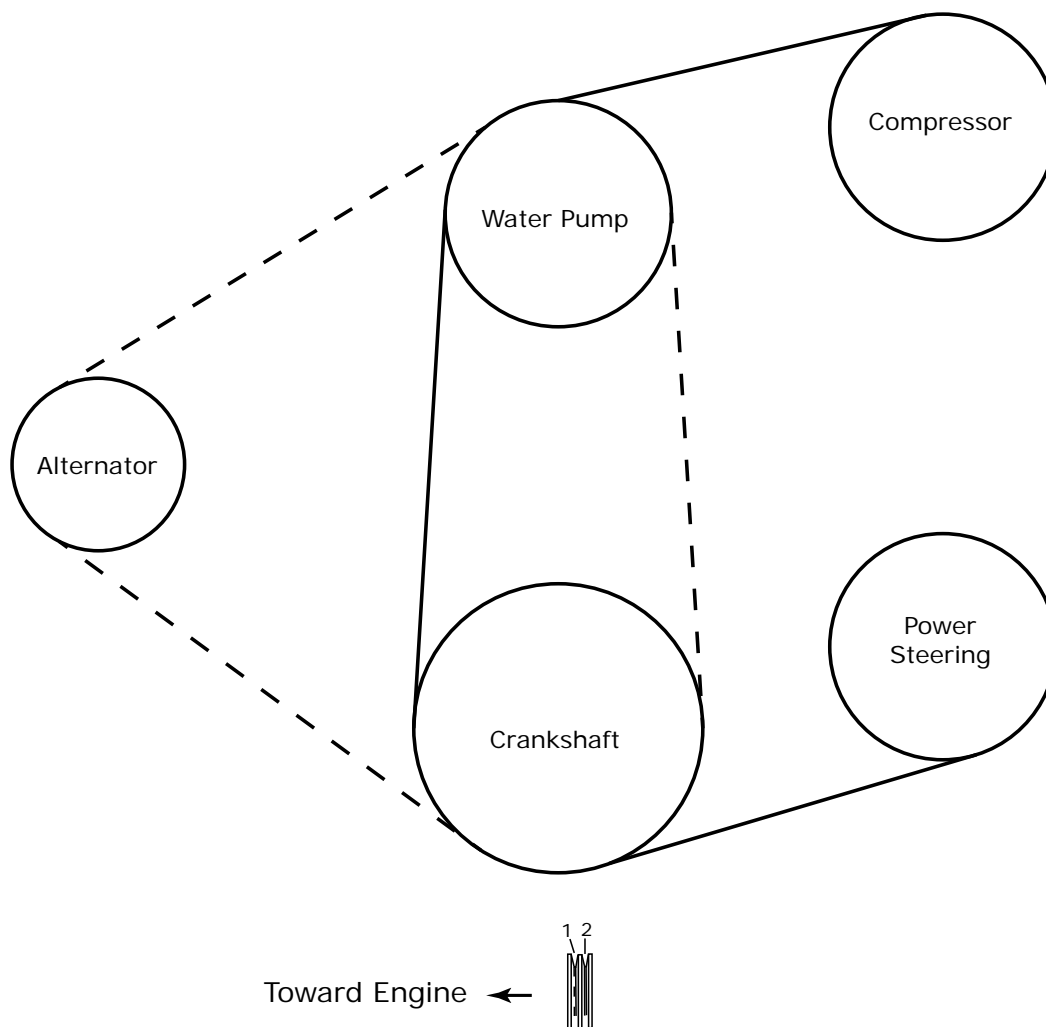 Compressor
Water Pump
Alternator
Power
Steering
Crankshaft
1 2
Toward Engine